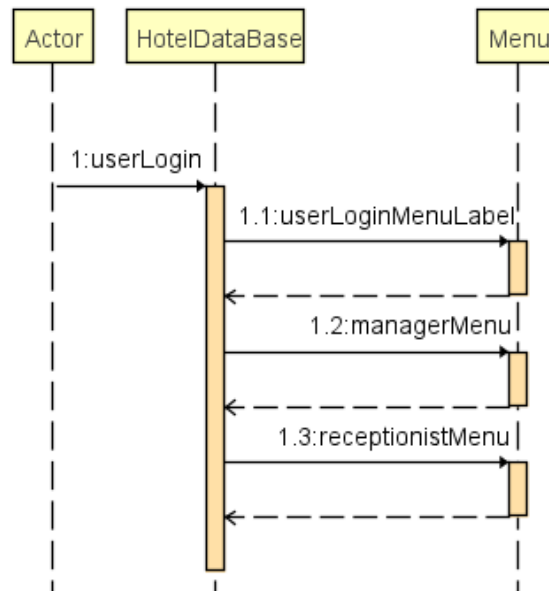 Actor
HotelDataBase
Menu
1:userLogin
1.1:userLoginMenuLabel
1.2:managerMenu
1.3:receptionistMenu